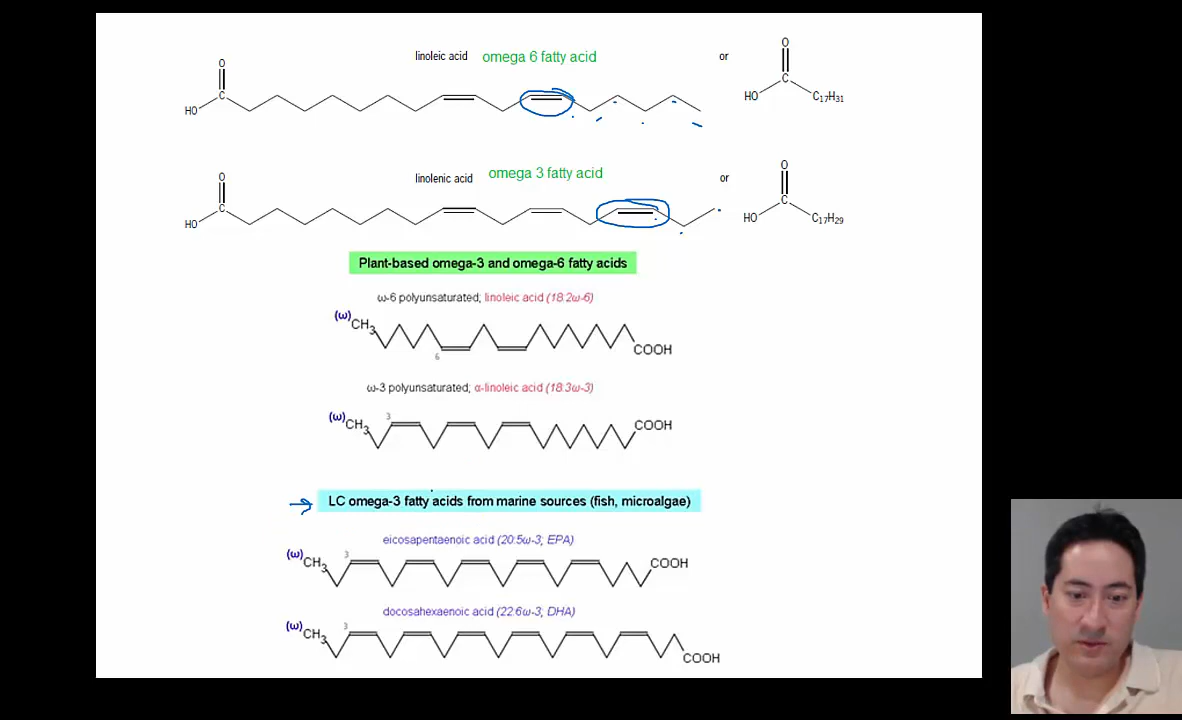 O
linoleic acid omega 6 fatty acid or
C
HO
O
C
HO C17H31
O
linolenic acid omega 3 fatty acid or
C
HO
O
C
HO C17H29
Plant-based omega-3 and omega-6 fatty acids
ω-6 polyunsaturated; linoleic acid (18:2ω-6)
(ω)
CH3
6
COOH
ω-3 polyunsaturated; α-linoleic acid (18:3ω-3)
(ω)
CH3
3
COOH
LC omega-3 fatty acids from marine sources (fish, microalgae)
eicosapentaenoic acid (20:5ω-3; EPA)
(ω)
CH3
3
COOH
docosahexaenoic acid (22:6ω-3; DHA)
(ω)
CH3
3
COOH